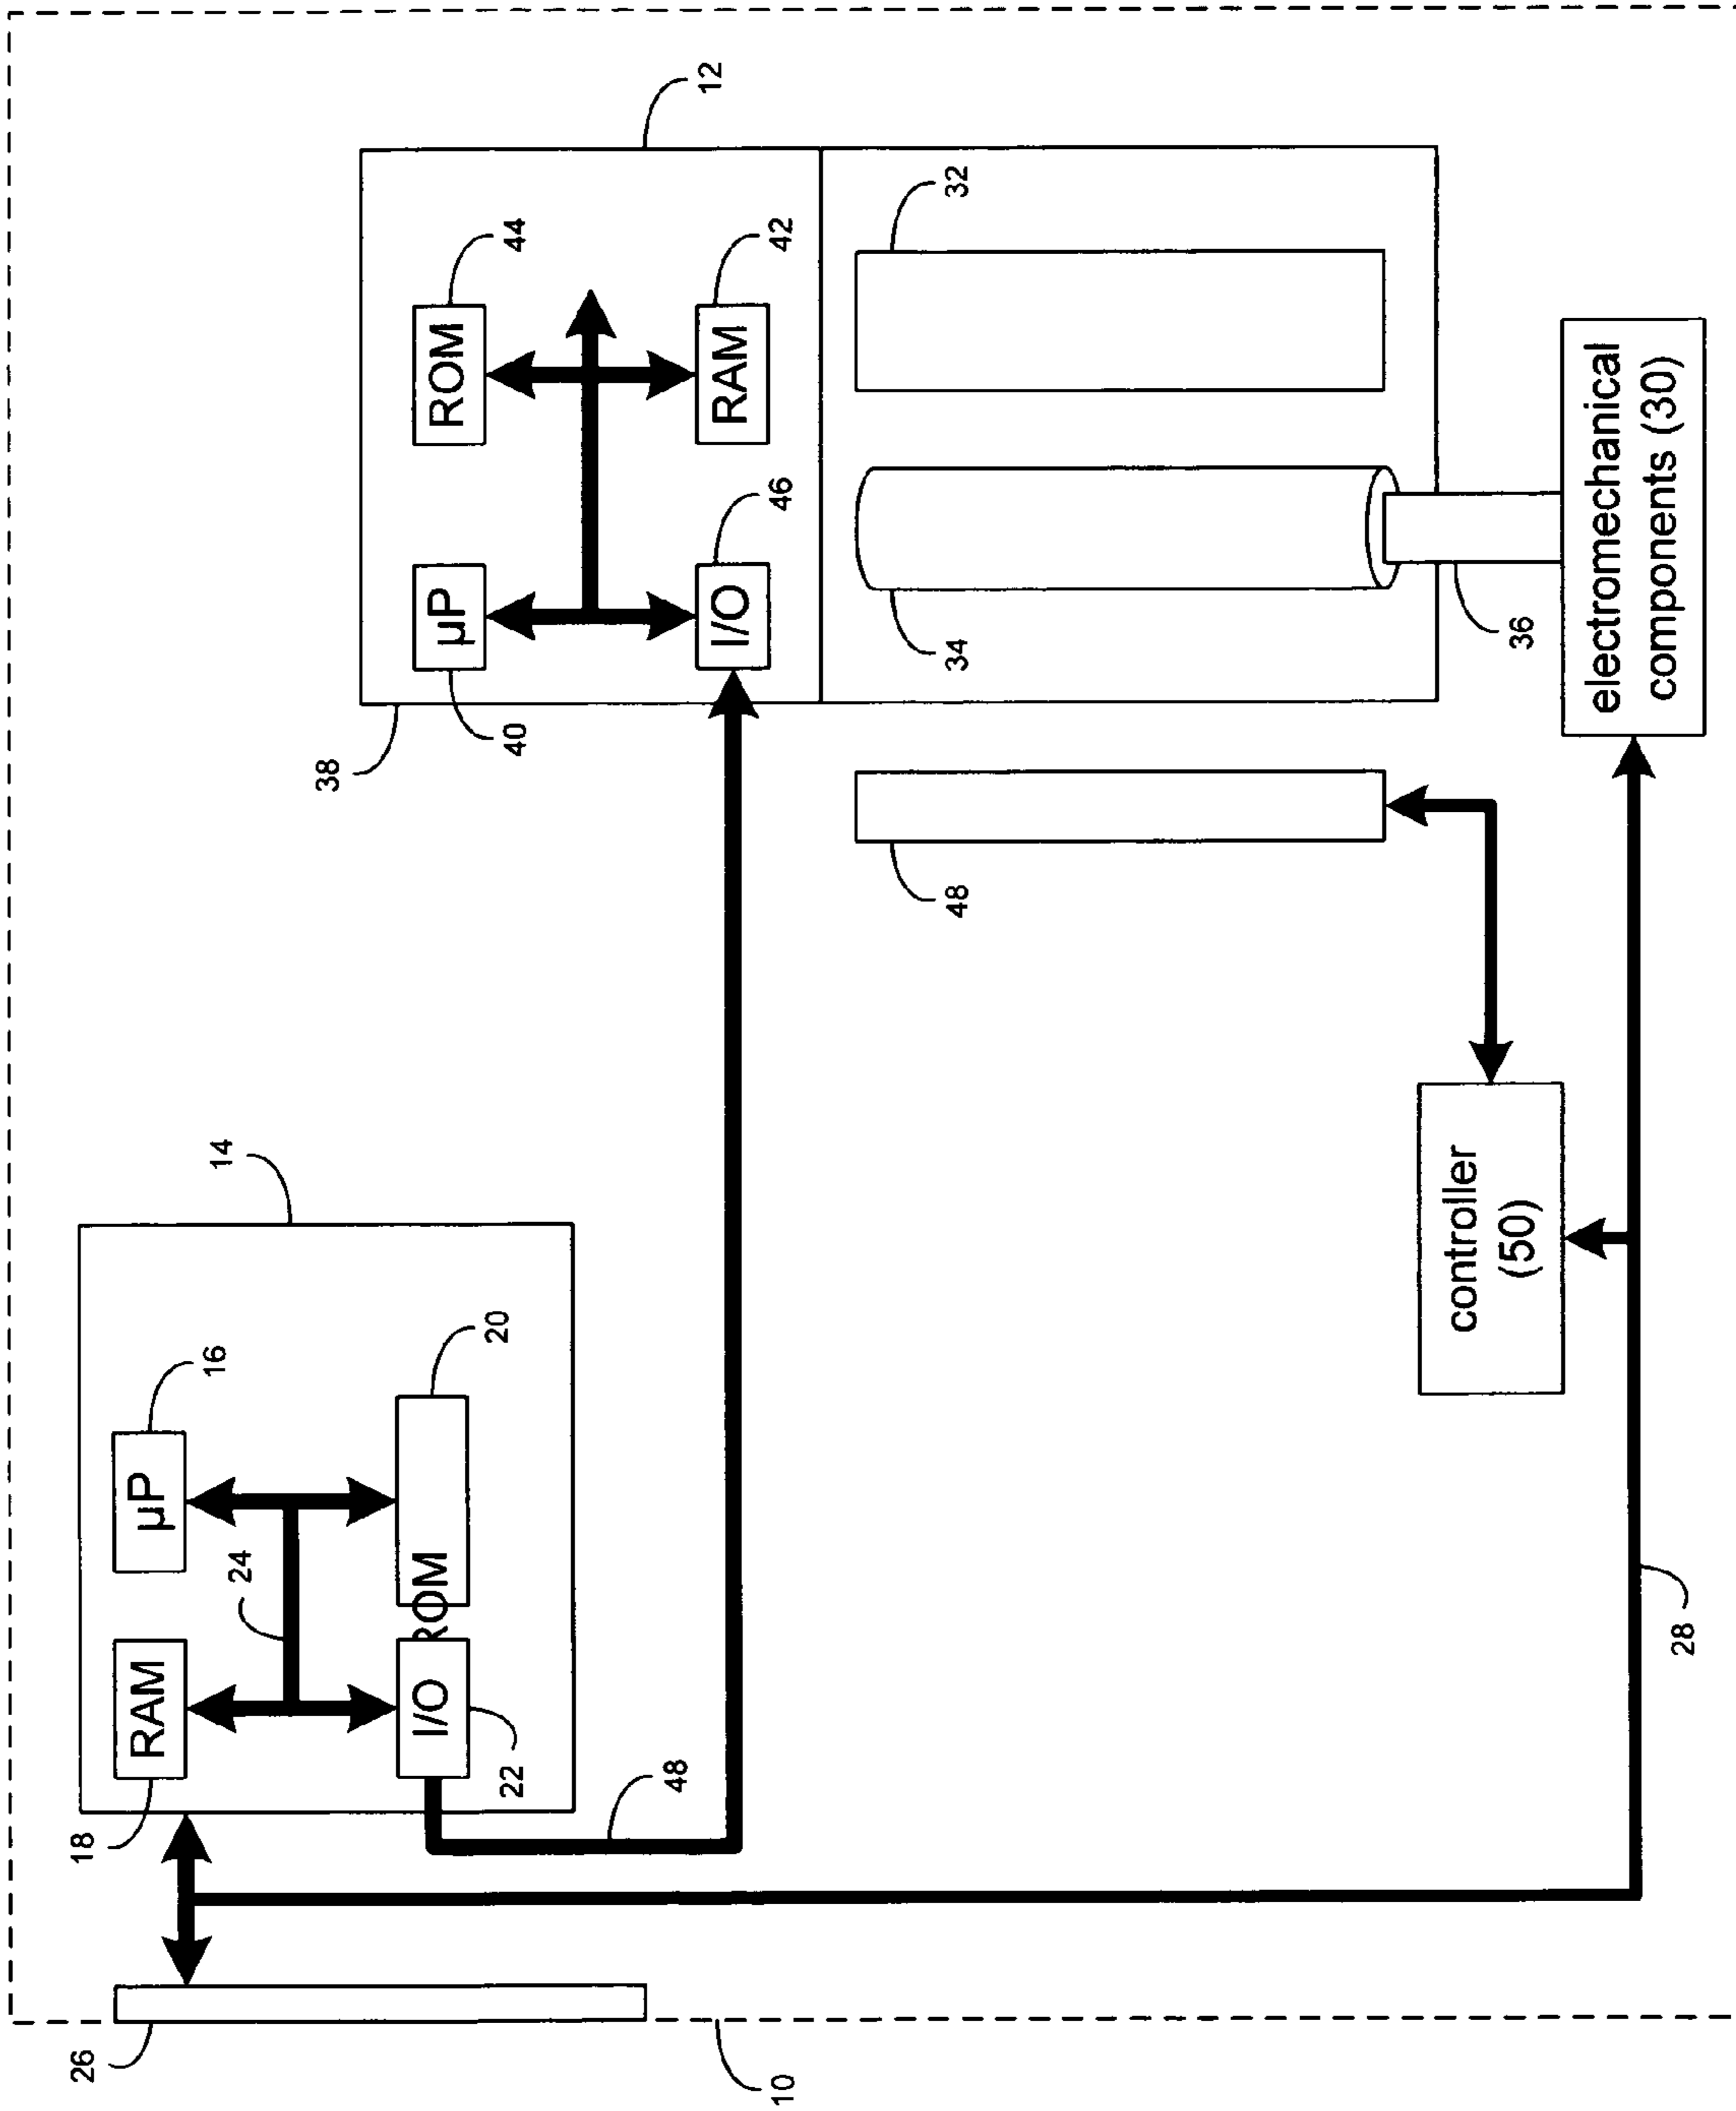 26
18
RAM
µP
16
14
24
38
I/O
ROM
µP
ROM
20
44
22
40
48
12
I/O
RAM
10
46
42
48
34
32
controller
(50)
36
electromechanical
components (30)
28